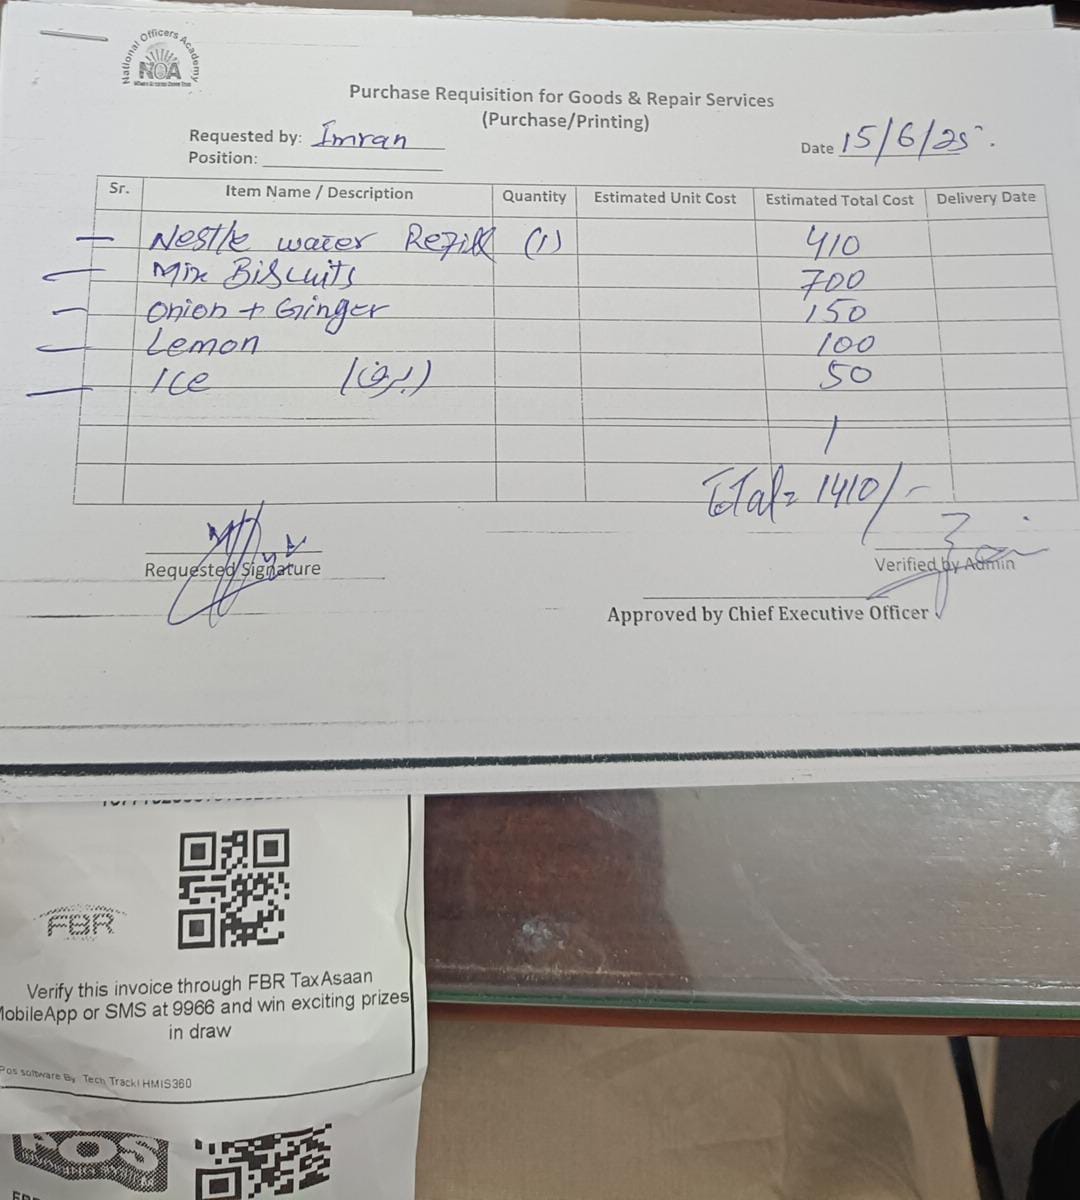 National Officers Academy
NOA
Purchase Requisition for Goods & Repair Services
(Purchase/Printing)
Requested by: Imran
Position:
Date 15/6/25
Sr. Item Name / Description Quantity Estimated Unit Cost Estimated Total Cost Delivery Date
Nestle water Refill (1) 410
Mix Biscuits 700
Onion + Ginger 150
Lemon 100
Ice (برف) 50
Total= 1410/-
Requested Signature
Verified by Admin
Approved by Chief Executive Officer
FBR
Verify this invoice through FBR TaxAsaan
MobileApp or SMS at 9966 and win exciting prizes
in draw
Pos software By Tech Track| HMIS360
POS